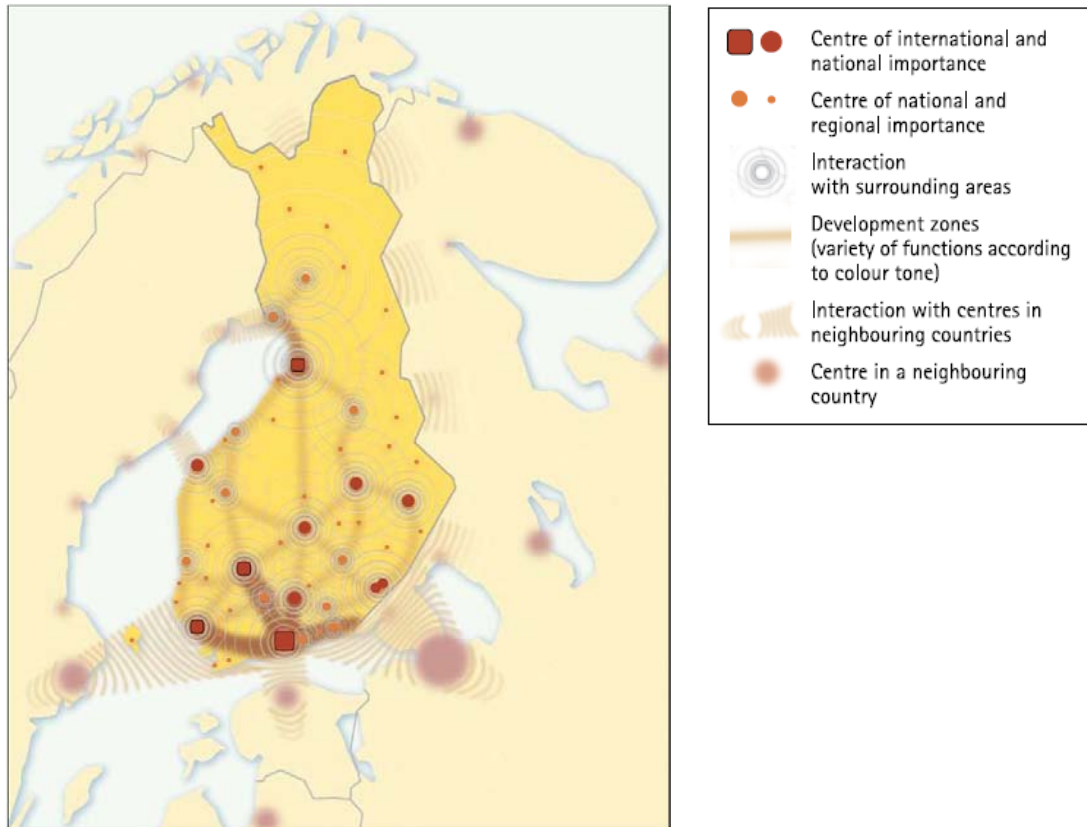 Centre of international and
national importance
Centre of national and
regional importance
Interaction
with surrounding areas
Development zones
(variety of functions according
to colour tone)
Interaction with centres in
neighbouring countries
Centre in a neighbouring
country